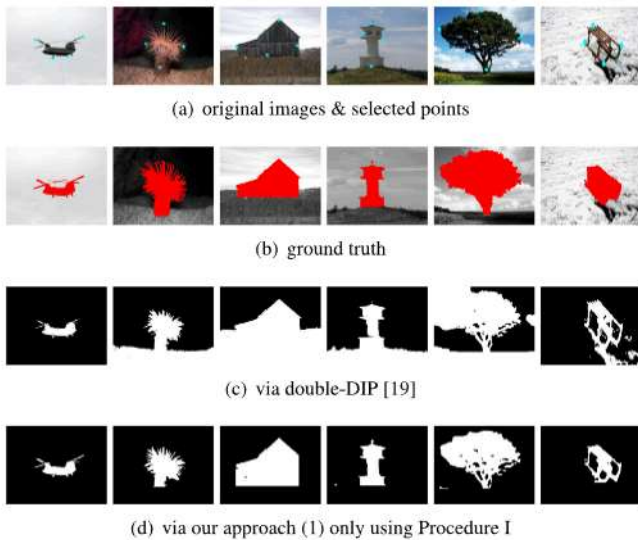 (a) original images & selected points
(b) ground truth
(c) via double-DIP [19]
(d) via our approach (1) only using Procedure I